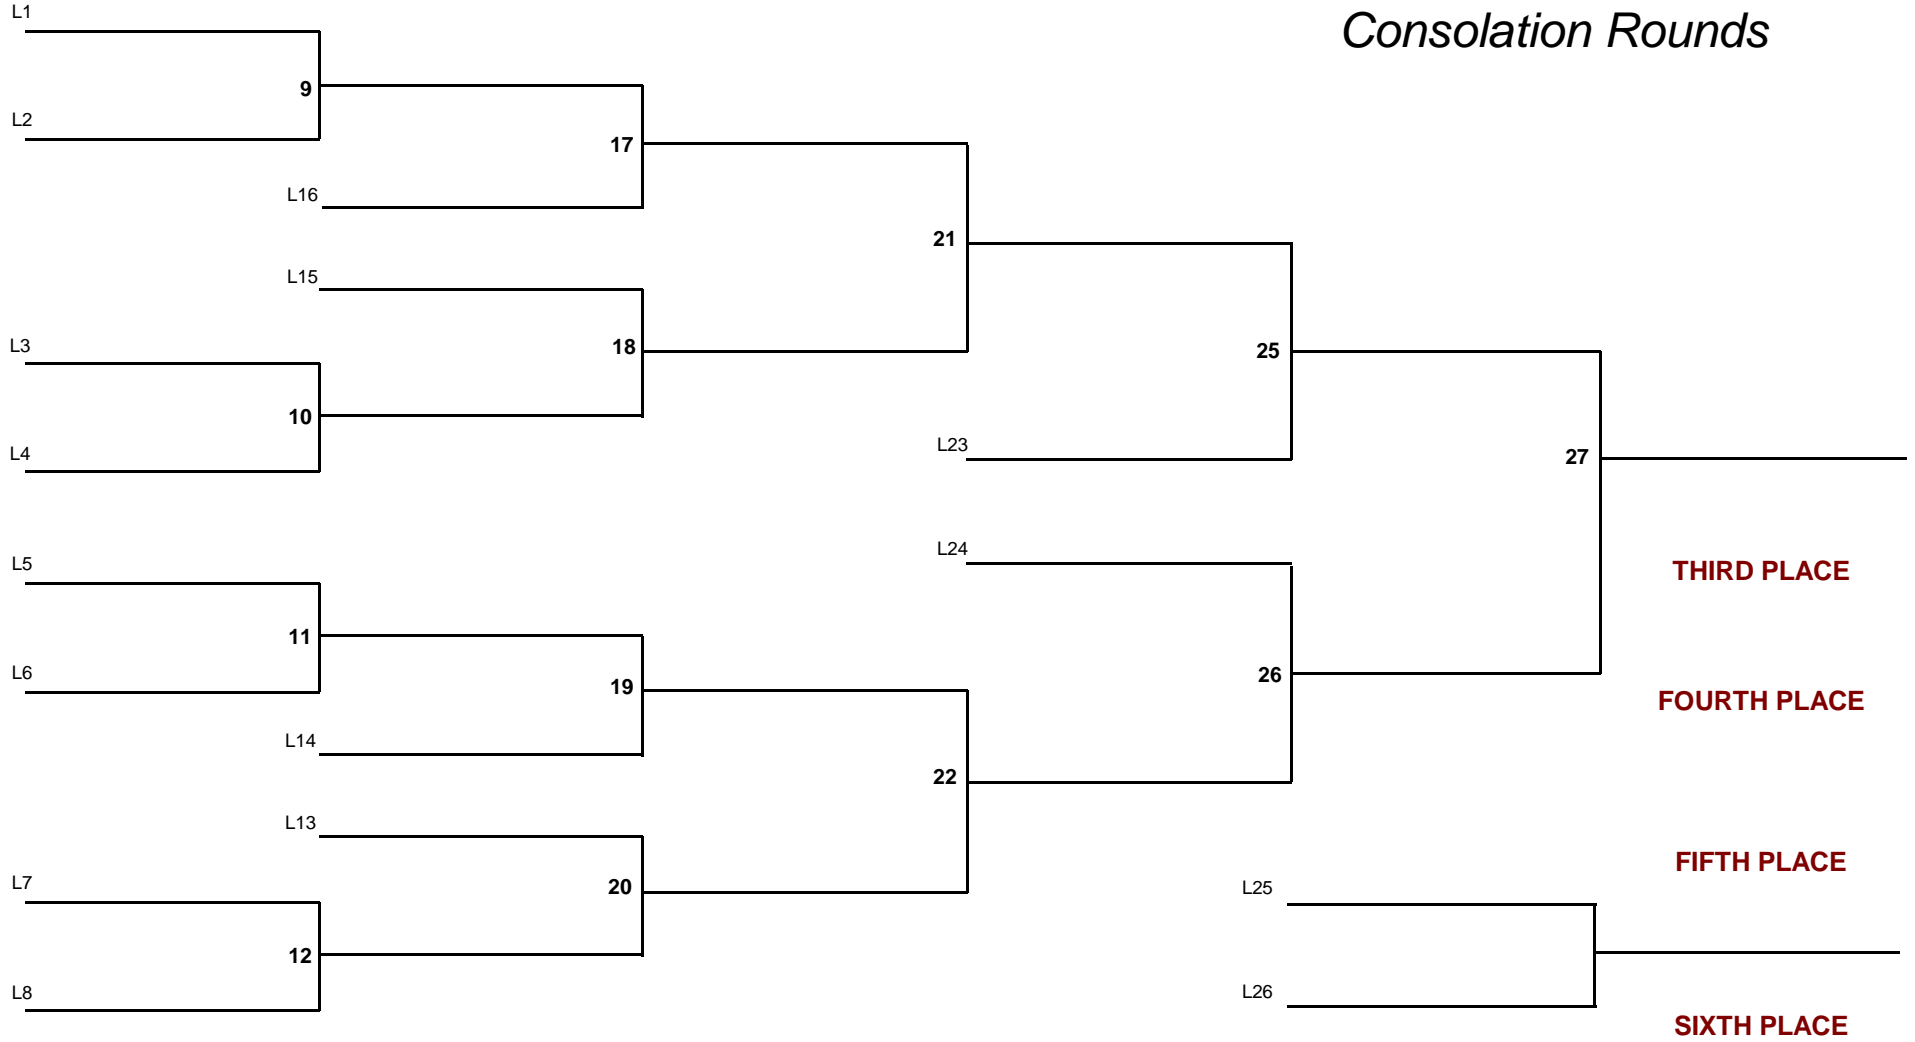 L1
Consolation Rounds
9
L2
17
L16
21
L15
L3
18
25
10
L4
L23
27
L24
L5
THIRD PLACE
11
L6
26
19
FOURTH PLACE
L14
22
L13
FIFTH PLACE
L7
20
L25
12
L8
L26
SIXTH PLACE